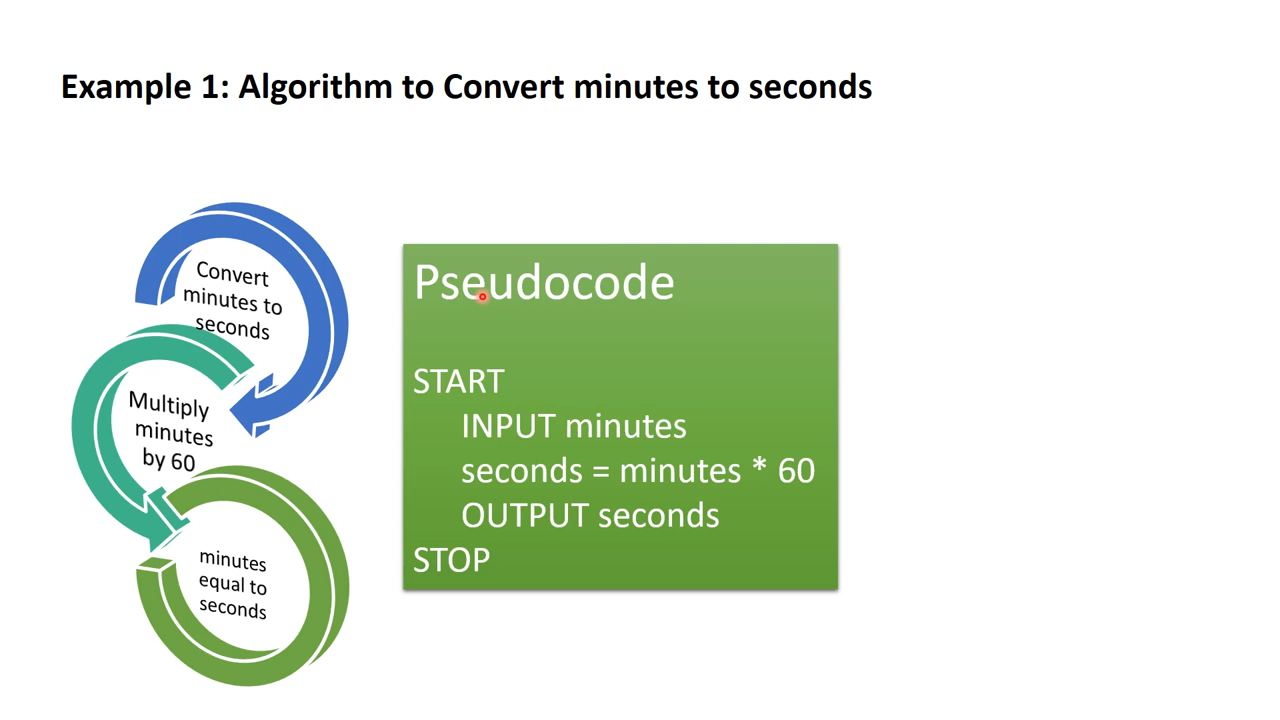 Example 1: Algorithm to Convert minutes to seconds
Convert
minutes to
seconds
Multiply
minutes
by 60
minutes
equal to
seconds
Pseudocode
START
INPUT minutes
seconds = minutes * 60
OUTPUT seconds
STOP